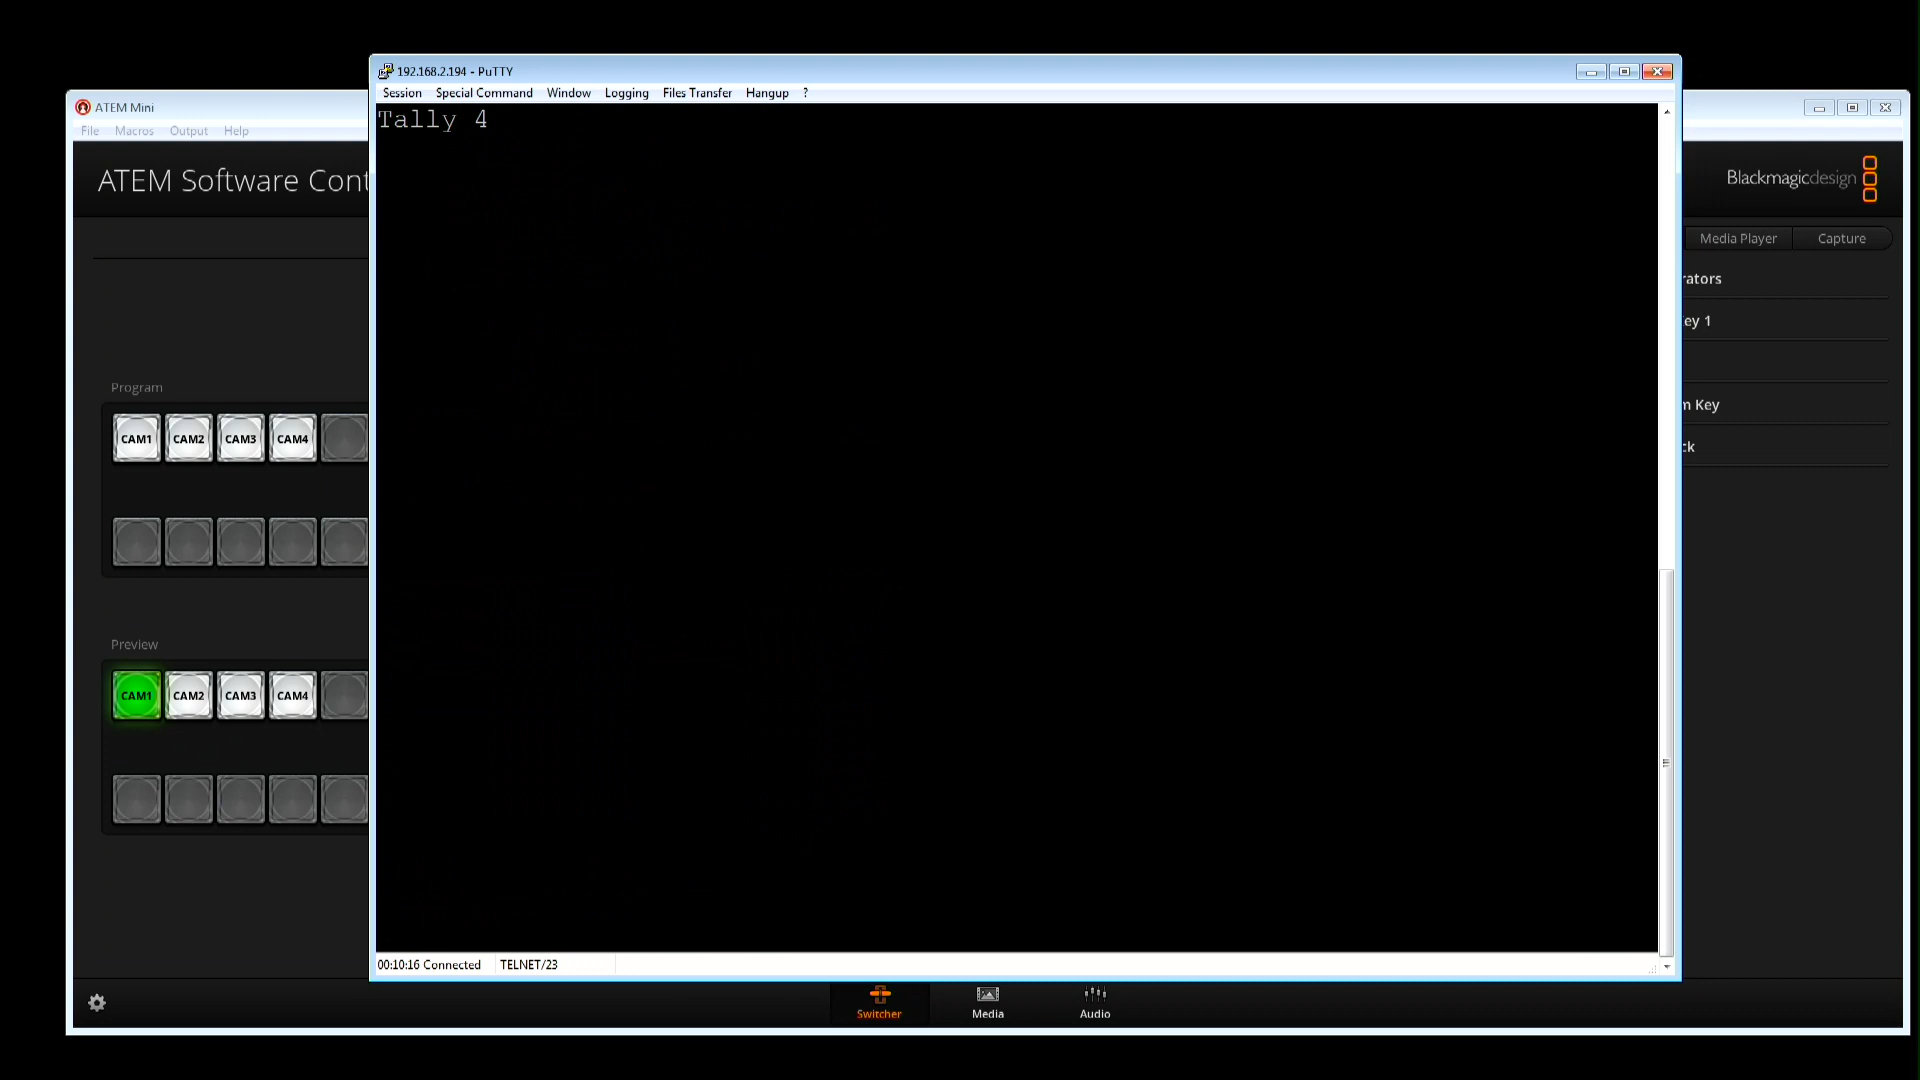 192.168.2.194 - PuTTY
Session Special Command Window Logging Files Transfer Hangup ?
Tally 4
ATEM Mini
File Macros Output Help
ATEM Software Cont
Blackmagicdesign
Media Player Capture
rators
ey 1
m Key
ck
Program
CAM1 CAM2 CAM3 CAM4
Preview
CAM1 CAM2 CAM3 CAM4
00:10:16 Connected TELNET/23
Switcher Media Audio